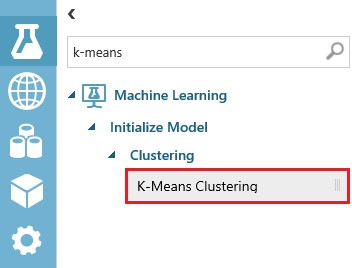 k-means
Machine Learning
Initialize Model
Clustering
K-Means Clustering